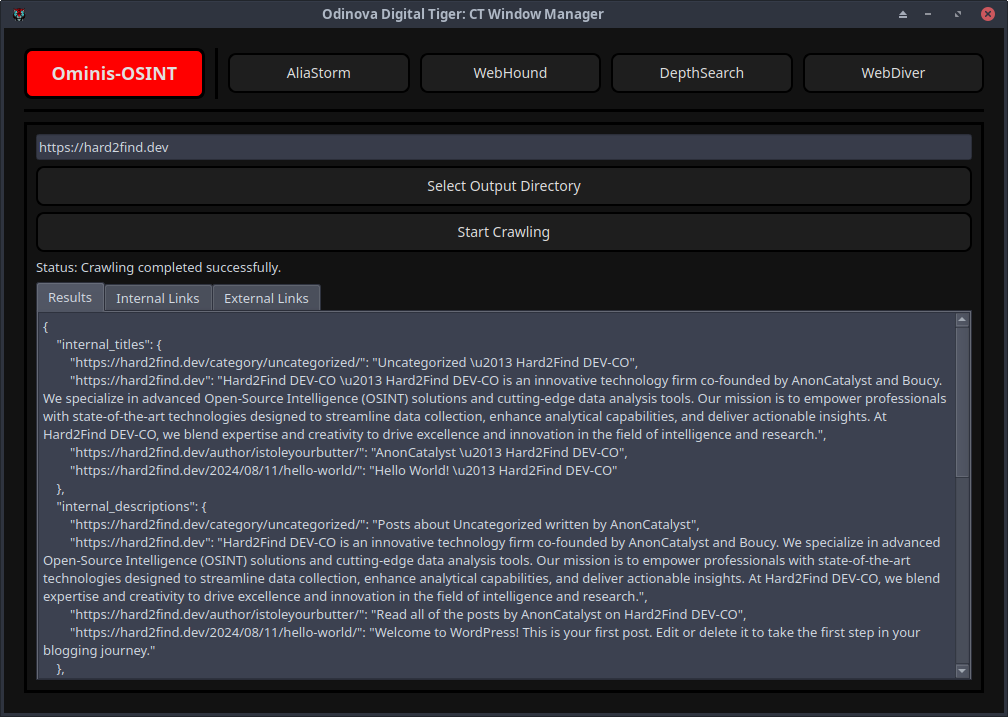 Odinova Digital Tiger: CT Window Manager
Ominis-OSINT
AliaStorm
WebHound
DepthSearch
WebDiver
https://hard2find.dev
Select Output Directory
Start Crawling
Status: Crawling completed successfully.
Results
Internal Links
External Links
{
"internal_titles": {
"https://hard2find.dev/category/uncategorized/": "Uncategorized \u2013 Hard2Find DEV-CO",
"https://hard2find.dev": "Hard2Find DEV-CO \u2013 Hard2Find DEV-CO is an innovative technology firm co-founded by AnonCatalyst and Boucy.
We specialize in advanced Open-Source Intelligence (OSINT) solutions and cutting-edge data analysis tools. Our mission is to empower professionals
with state-of-the-art technologies designed to streamline data collection, enhance analytical capabilities, and deliver actionable insights. At
Hard2Find DEV-CO, we blend expertise and creativity to drive excellence and innovation in the field of intelligence and research.",
"https://hard2find.dev/author/istoleyourbutter/": "AnonCatalyst \u2013 Hard2Find DEV-CO",
"https://hard2find.dev/2024/08/11/hello-world/": "Hello World! \u2013 Hard2Find DEV-CO"
},
"internal_descriptions": {
"https://hard2find.dev/category/uncategorized/": "Posts about Uncategorized written by AnonCatalyst",
"https://hard2find.dev": "Hard2Find DEV-CO is an innovative technology firm co-founded by AnonCatalyst and Boucy. We specialize in advanced
Open-Source Intelligence (OSINT) solutions and cutting-edge data analysis tools. Our mission is to empower professionals with state-of-the-art
technologies designed to streamline data collection, enhance analytical capabilities, and deliver actionable insights. At Hard2Find DEV-CO, we blend
expertise and creativity to drive excellence and innovation in the field of intelligence and research.",
"https://hard2find.dev/author/istoleyourbutter/": "Read all of the posts by AnonCatalyst on Hard2Find DEV-CO",
"https://hard2find.dev/2024/08/11/hello-world/": "Welcome to WordPress! This is your first post. Edit or delete it to take the first step in your
blogging journey."
},